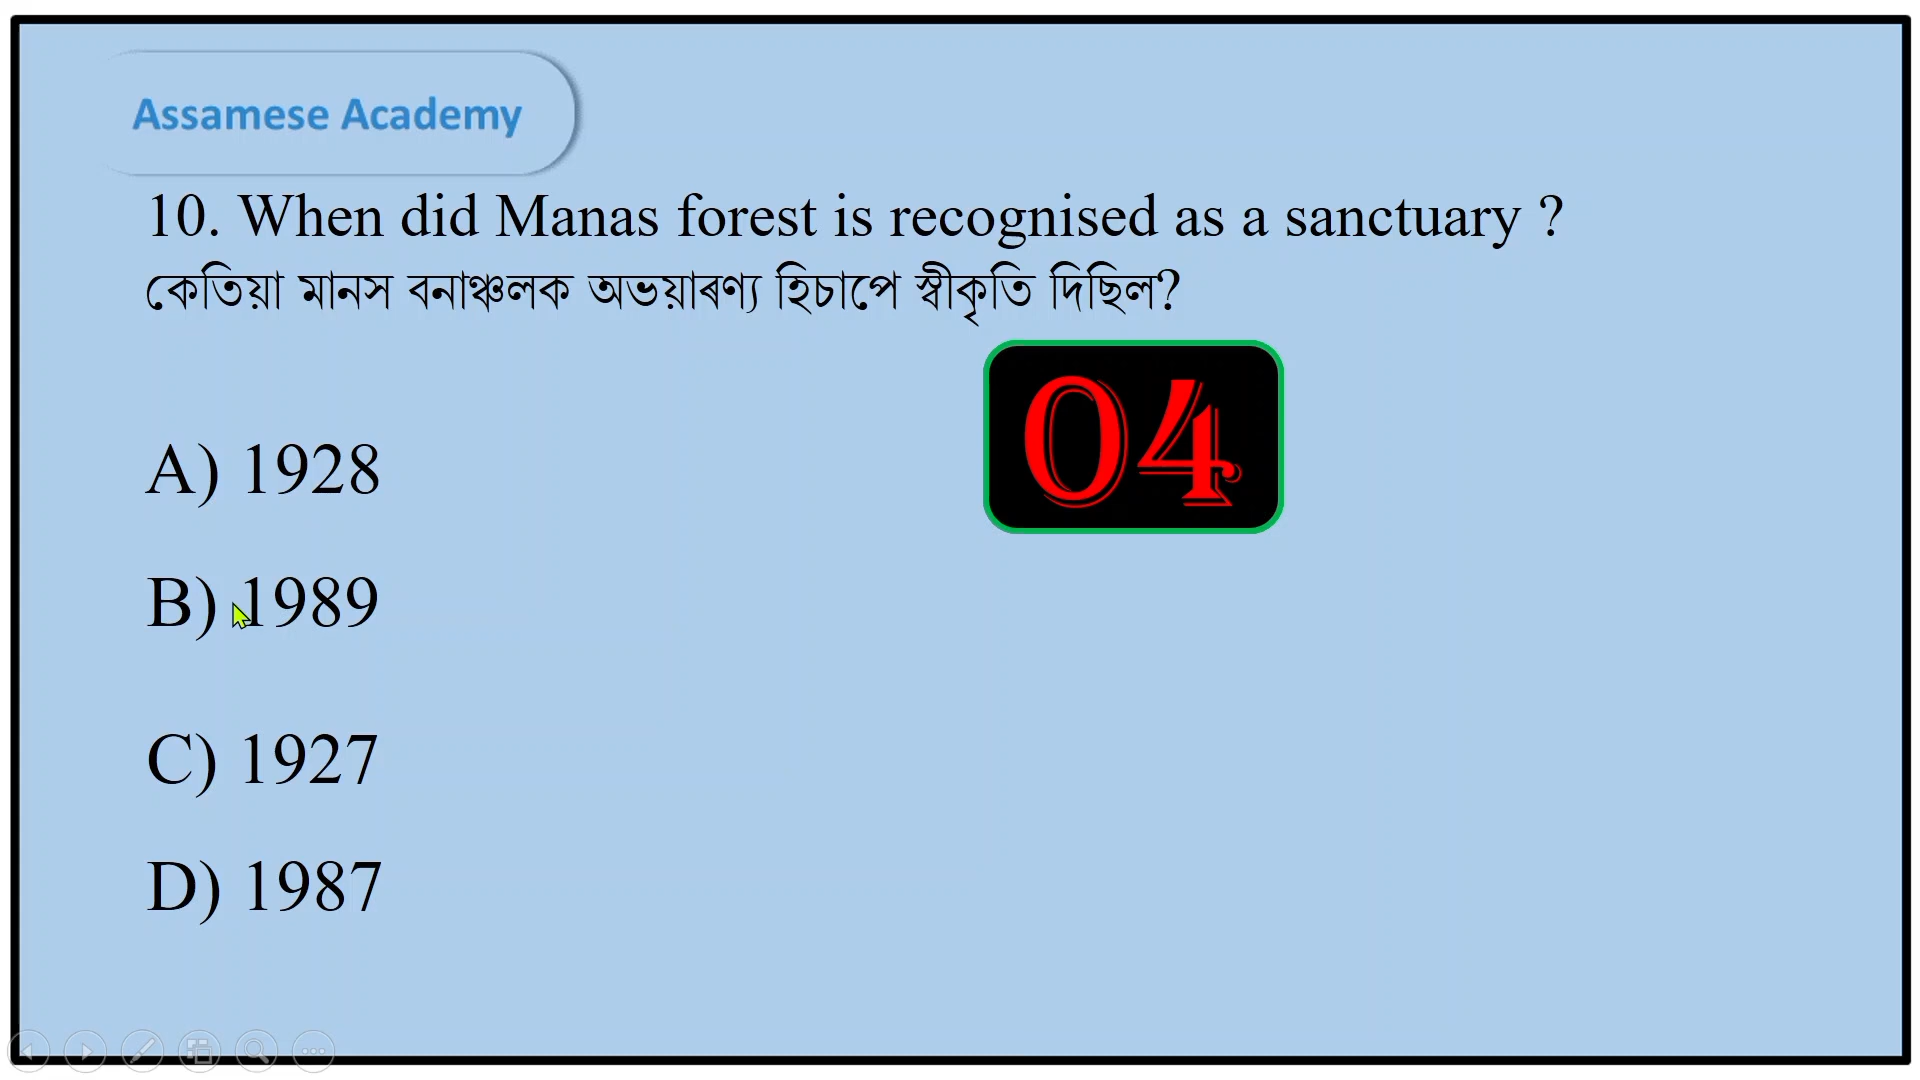 Assamese Academy
10. When did Manas forest is recognised as a sanctuary ?
কেতিয়া মানস বনাঞ্চলক অভয়াৰণ্য হিচাপে স্বীকৃতি দিছিল?
04
A) 1928
B) 1989
C) 1927
D) 1987